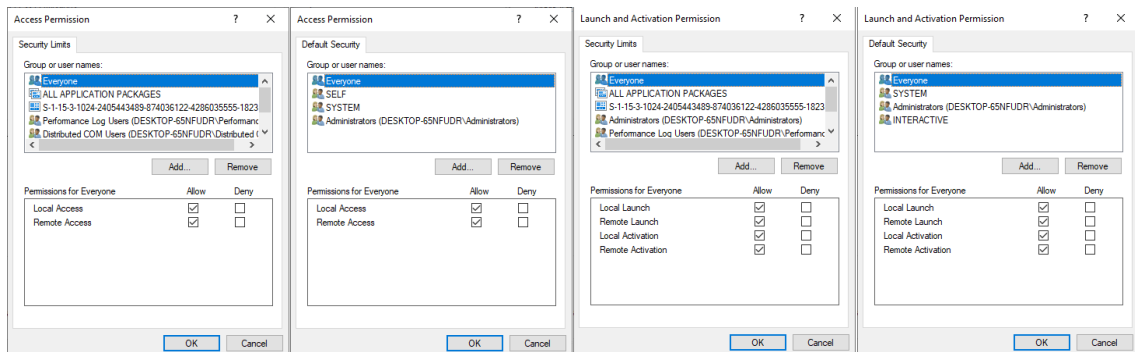 Access Permission
Security Limits
Group or user names:
Everyone
ALL APPLICATION PACKAGES
S-1-15-3-1024-2405443489-874036122-4286035555-1823
Performance Log Users (DESKTOP-65NFUDR\Performanc
Distributed COM Users (DESKTOP-65NFUDR\Distributed
Add...
Remove
Permissions for Everyone Allow Deny
Local Access
Remote Access
OK
Cancel
Access Permission
Default Security
Group or user names:
Everyone
SELF
SYSTEM
Administrators (DESKTOP-65NFUDR\Administrators)
Add...
Remove
Permissions for Everyone Allow Deny
Local Access
Remote Access
OK
Cancel
Launch and Activation Permission
Security Limits
Group or user names:
Everyone
ALL APPLICATION PACKAGES
S-1-15-3-1024-2405443489-874036122-4286035555-1823
Administrators (DESKTOP-65NFUDR\Administrators)
Performance Log Users (DESKTOP-65NFUDR\Performanc
Add...
Remove
Permissions for Everyone Allow Deny
Local Launch
Remote Launch
Local Activation
Remote Activation
OK
Cancel
Launch and Activation Permission
Default Security
Group or user names:
Everyone
SYSTEM
Administrators (DESKTOP-65NFUDR\Administrators)
INTERACTIVE
Add...
Remove
Permissions for Everyone Allow Deny
Local Launch
Remote Launch
Local Activation
Remote Activation
OK
Cancel